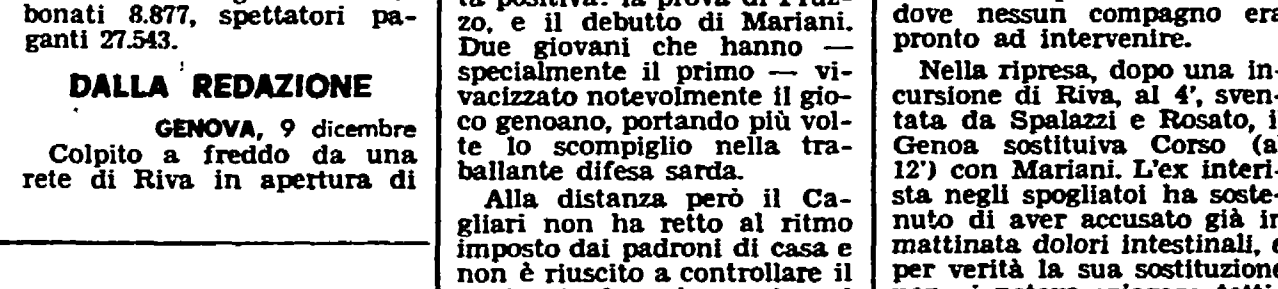 bonati 8.877, spettatori pa-
ganti 27.543.
DALLA REDAZIONE
GENOVA, 9 dicembre
Colpito a freddo da una
rete di Riva in apertura di
ta positiva: la prova di Pruz-
zo, e il debutto di Mariani.
Due giovani che hanno —
specialmente il primo — vi-
vacizzato notevolmente il gio-
co genoano, portando più vol-
te lo scompiglio nella tra-
ballante difesa sarda.
Alla distanza però il Ca-
gliari non ha retto al ritmo
imposto dai padroni di casa e
non è riuscito a controllare il
dove nessun compagno era
pronto ad intervenire.
Nella ripresa, dopo una in-
cursione di Riva, al 4', sven-
tata da Spalazzi e Rosato, i
Genoa sostituiva Corso (a
12') con Mariani. L'ex interi-
sta negli spogliatoi ha soste-
nuto di aver accusato già in
mattinata dolori intestinali, e
per verità la sua sostituzione